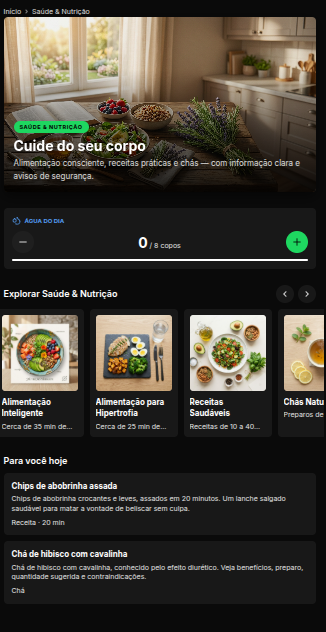 Início › Saúde & Nutrição
SAÚDE & NUTRIÇÃO
Cuide do seu corpo
Alimentação consciente, receitas práticas e chás — com informação clara e
avisos de segurança.
ÁGUA DO DIA
− 0 / 8 copos +
Explorar Saúde & Nutrição
Alimentação
Inteligente
Cerca de 35 min de...
Alimentação para
Hipertrofia
Cerca de 25 min de...
Receitas
Saudáveis
Receitas de 10 a 40...
Chás Natu
Preparos de
Para você hoje
Chips de abobrinha assada
Chips de abobrinha crocantes e leves, assados em 20 minutos. Um lanche salgado
saudável para matar a vontade de beliscar sem culpa.
Receita · 20 min
Chá de hibisco com cavalinha
Chá de hibisco com cavalinha, conhecido pelo efeito diurético. Veja benefícios, preparo,
quantidade sugerida e contraindicações.
Chá